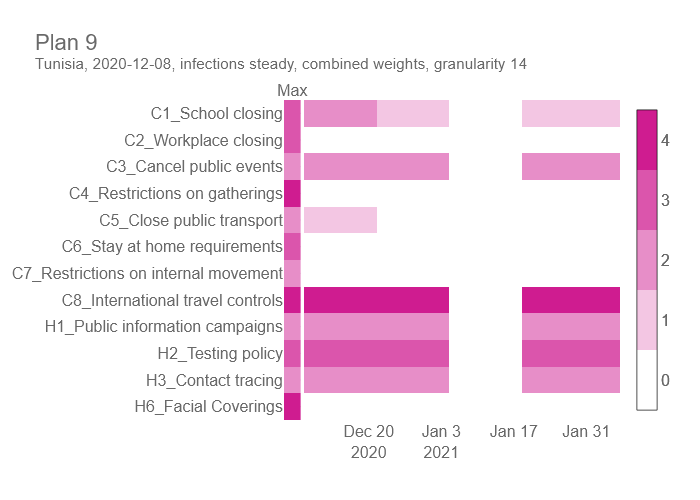 Plan 9
Tunisia, 2020-12-08, infections steady, combined weights, granularity 14
Max
C1_School closing
C2_Workplace closing
C3_Cancel public events
C4_Restrictions on gatherings
C5_Close public transport
C6_Stay at home requirements
C7_Restrictions on internal movement
C8_International travel controls
H1_Public information campaigns
H2_Testing policy
H3_Contact tracing
H6_Facial Coverings
4
3
2
1
0
Dec 20 Jan 3 Jan 17 Jan 31
2020 2021